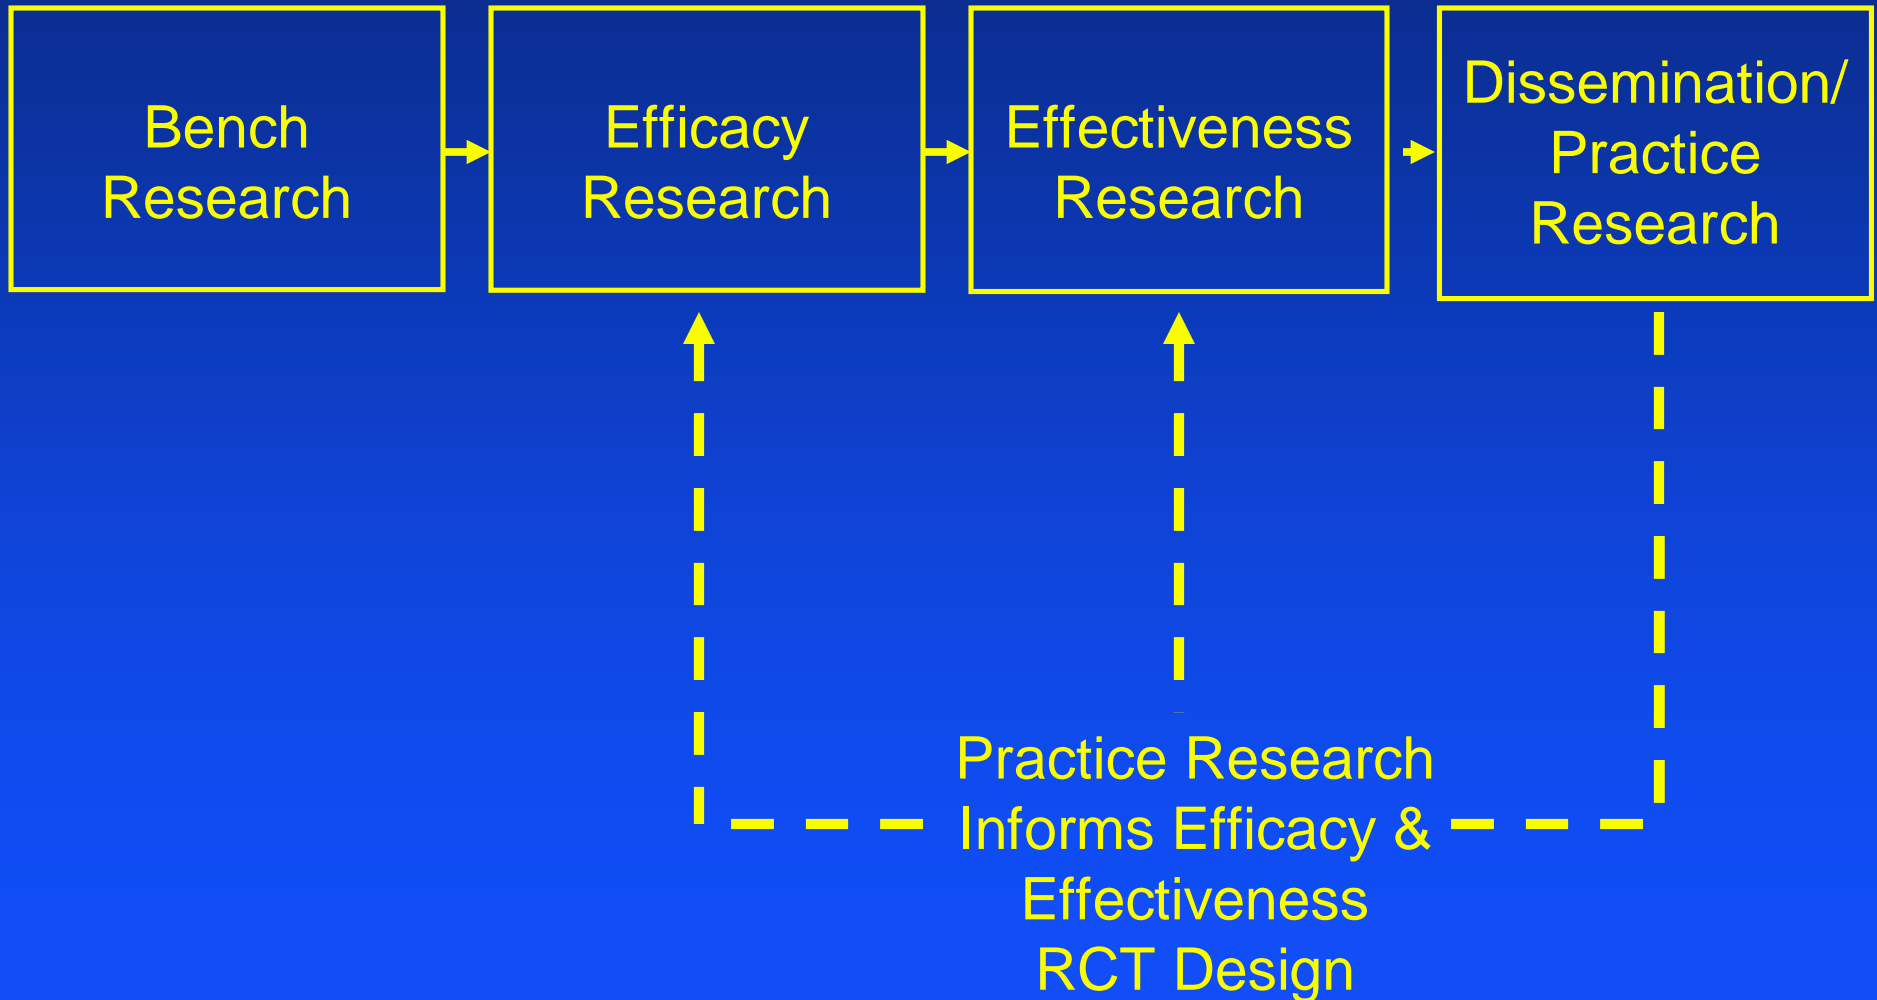 Bench
Research
Efficacy
Research
Effectiveness
Research
Dissemination/
Practice
Research
Practice Research
Informs Efficacy &
Effectiveness
RCT Design